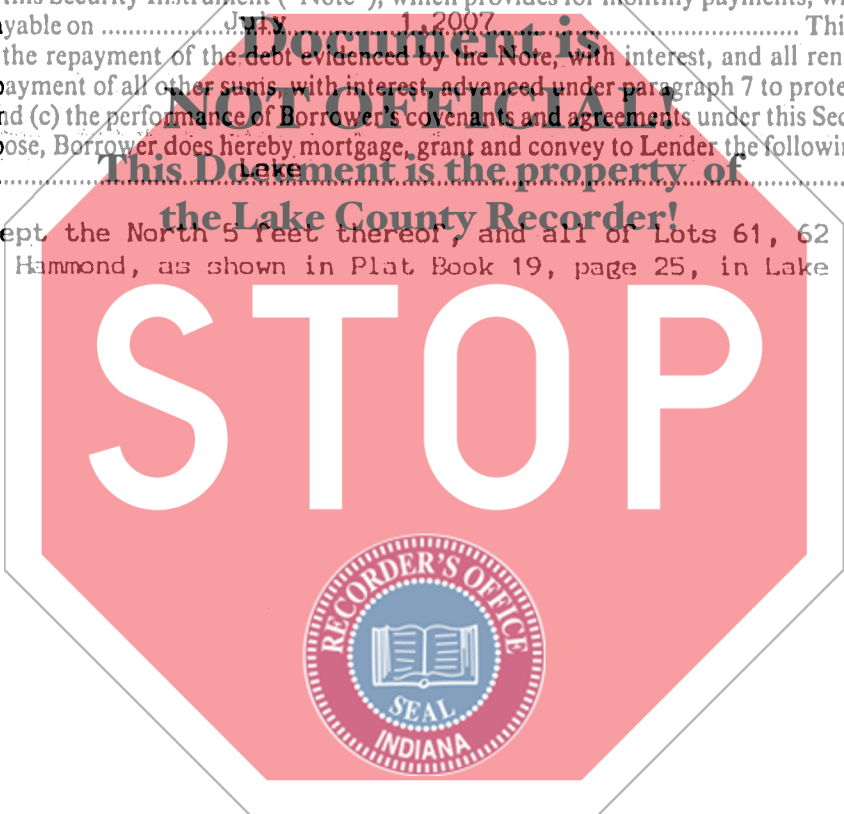 this Security Instrument ("Note"), which provides for monthly payments,
yable on July 1,2007 Thi
the repayment of the debt evidenced by the Note, with interest, and all ren
payment of all other sums, with interest, advanced under paragraph 7 to prote
nd (c) the performance of Borrower's covenants and agreements under this Sec
ose, Borrower does hereby mortgage, grant and convey to Lender the followin
Lake
ept the North 5 feet thereof, and all of Lots 61, 62
Hammond, as shown in Plat Book 19, page 25, in Lake
Document is
NOT OFFICIAL!
This Document is the property of
the Lake County Recorder!
STOP
RECORDER'S OFFICE
SEAL
INDIANA